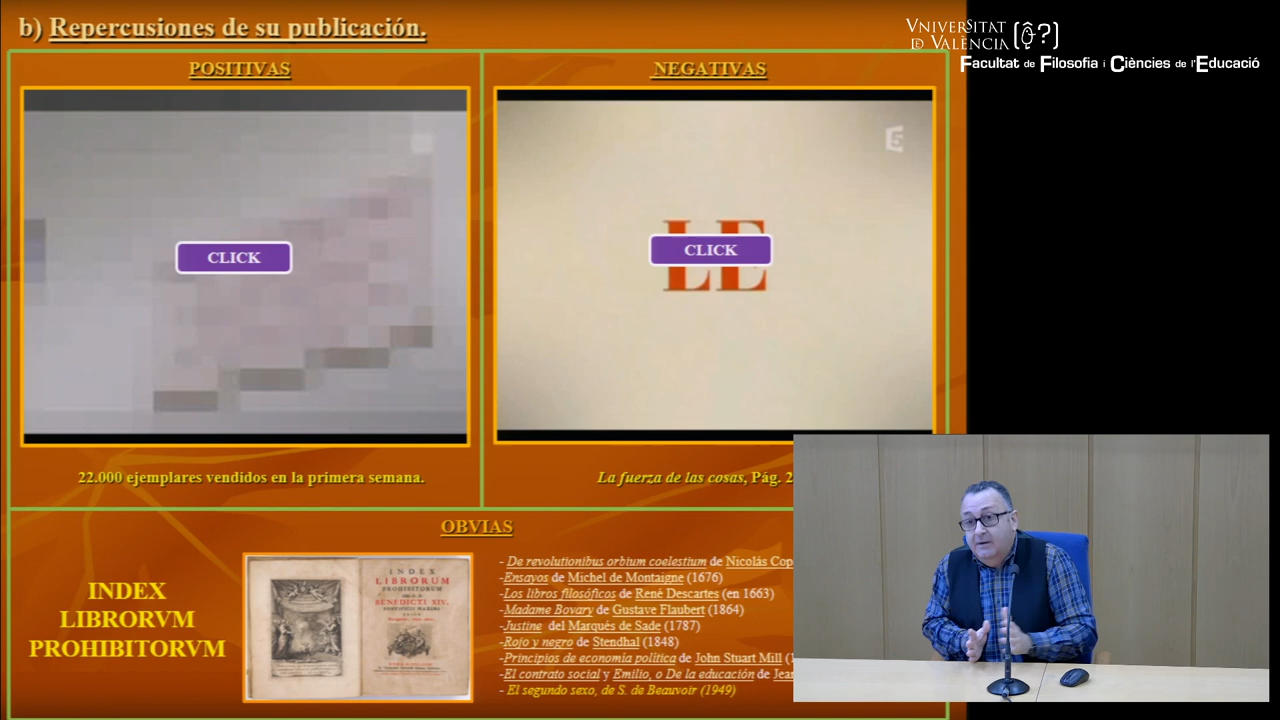 b) Repercusiones de su publicación.
VNIVERSITAT
DE VALÈNCIA
Facultat de Filosofia i Ciències de l'Educació
POSITIVAS
NEGATIVAS
CLICK
LE
CLICK
22.000 ejemplares vendidos en la primera semana.
La fuerza de las cosas, Pág. 2
OBVIAS
INDEX
LIBRORVM
PROHIBITORVM
INDEX
LIBRORUM
PROHIBITORUM
BENEDICTI XIV.
- De revolutionibus orbium coelestium de Nicolás Cop
-Ensayos de Michel de Montaigne (1676)
-Los libros filosóficos de René Descartes (en 1663)
-Madame Bovary de Gustave Flaubert (1864)
-Justine del Marqués de Sade (1787)
-Rojo y negro de Stendhal (1848)
-Principios de economía política de John Stuart Mill (1
-El contrato social y Emilio, o De la educación de Jea
- El segundo sexo, de S. de Beauvoir (1949)